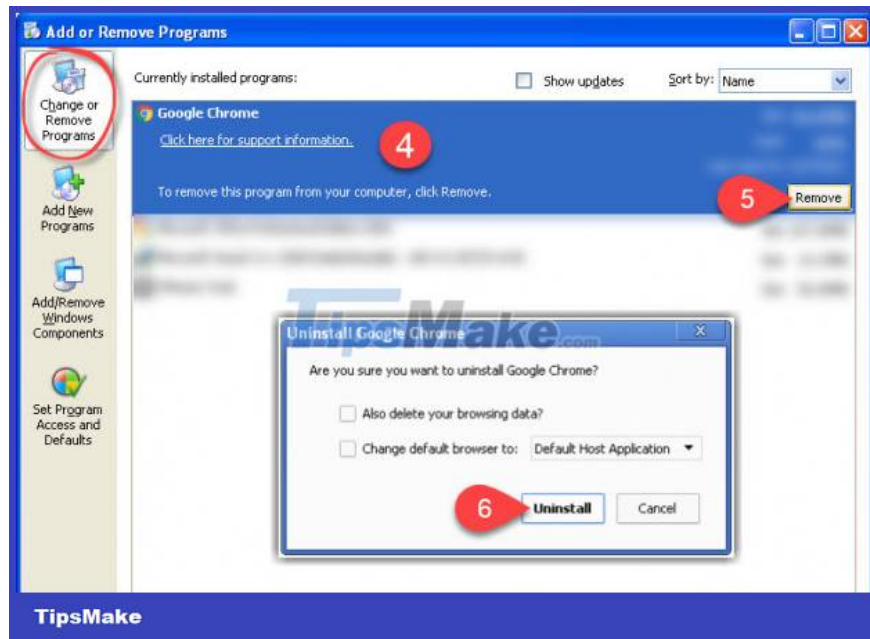 Add or Remove Programs
Currently installed programs:
Show updates
Sort by:
Name
Change or
Remove
Programs
Google Chrome
Click here for support information.
4
To remove this program from your computer, click Remove.
5
Remove
Add New
Programs
Add/Remove
Windows
Components
Set Program
Access and
Defaults
TipsMake.com
Uninstall Google Chrome
X
Are you sure you want to uninstall Google Chrome?
Also delete your browsing data?
Change default browser to:
Default Host Application
6
Uninstall
Cancel
TipsMake